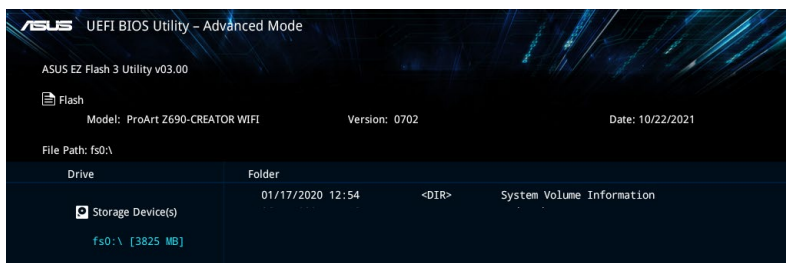 ASUS UEFI BIOS Utility – Advanced Mode
ASUS EZ Flash 3 Utility v03.00
Flash
Model: ProArt Z690-CREATOR WIFI Version: 0702 Date: 10/22/2021
File Path: fs0:\
Drive Folder
01/17/2020 12:54 <DIR> System Volume Information
Storage Device(s)
fs0:\ [3825 MB]